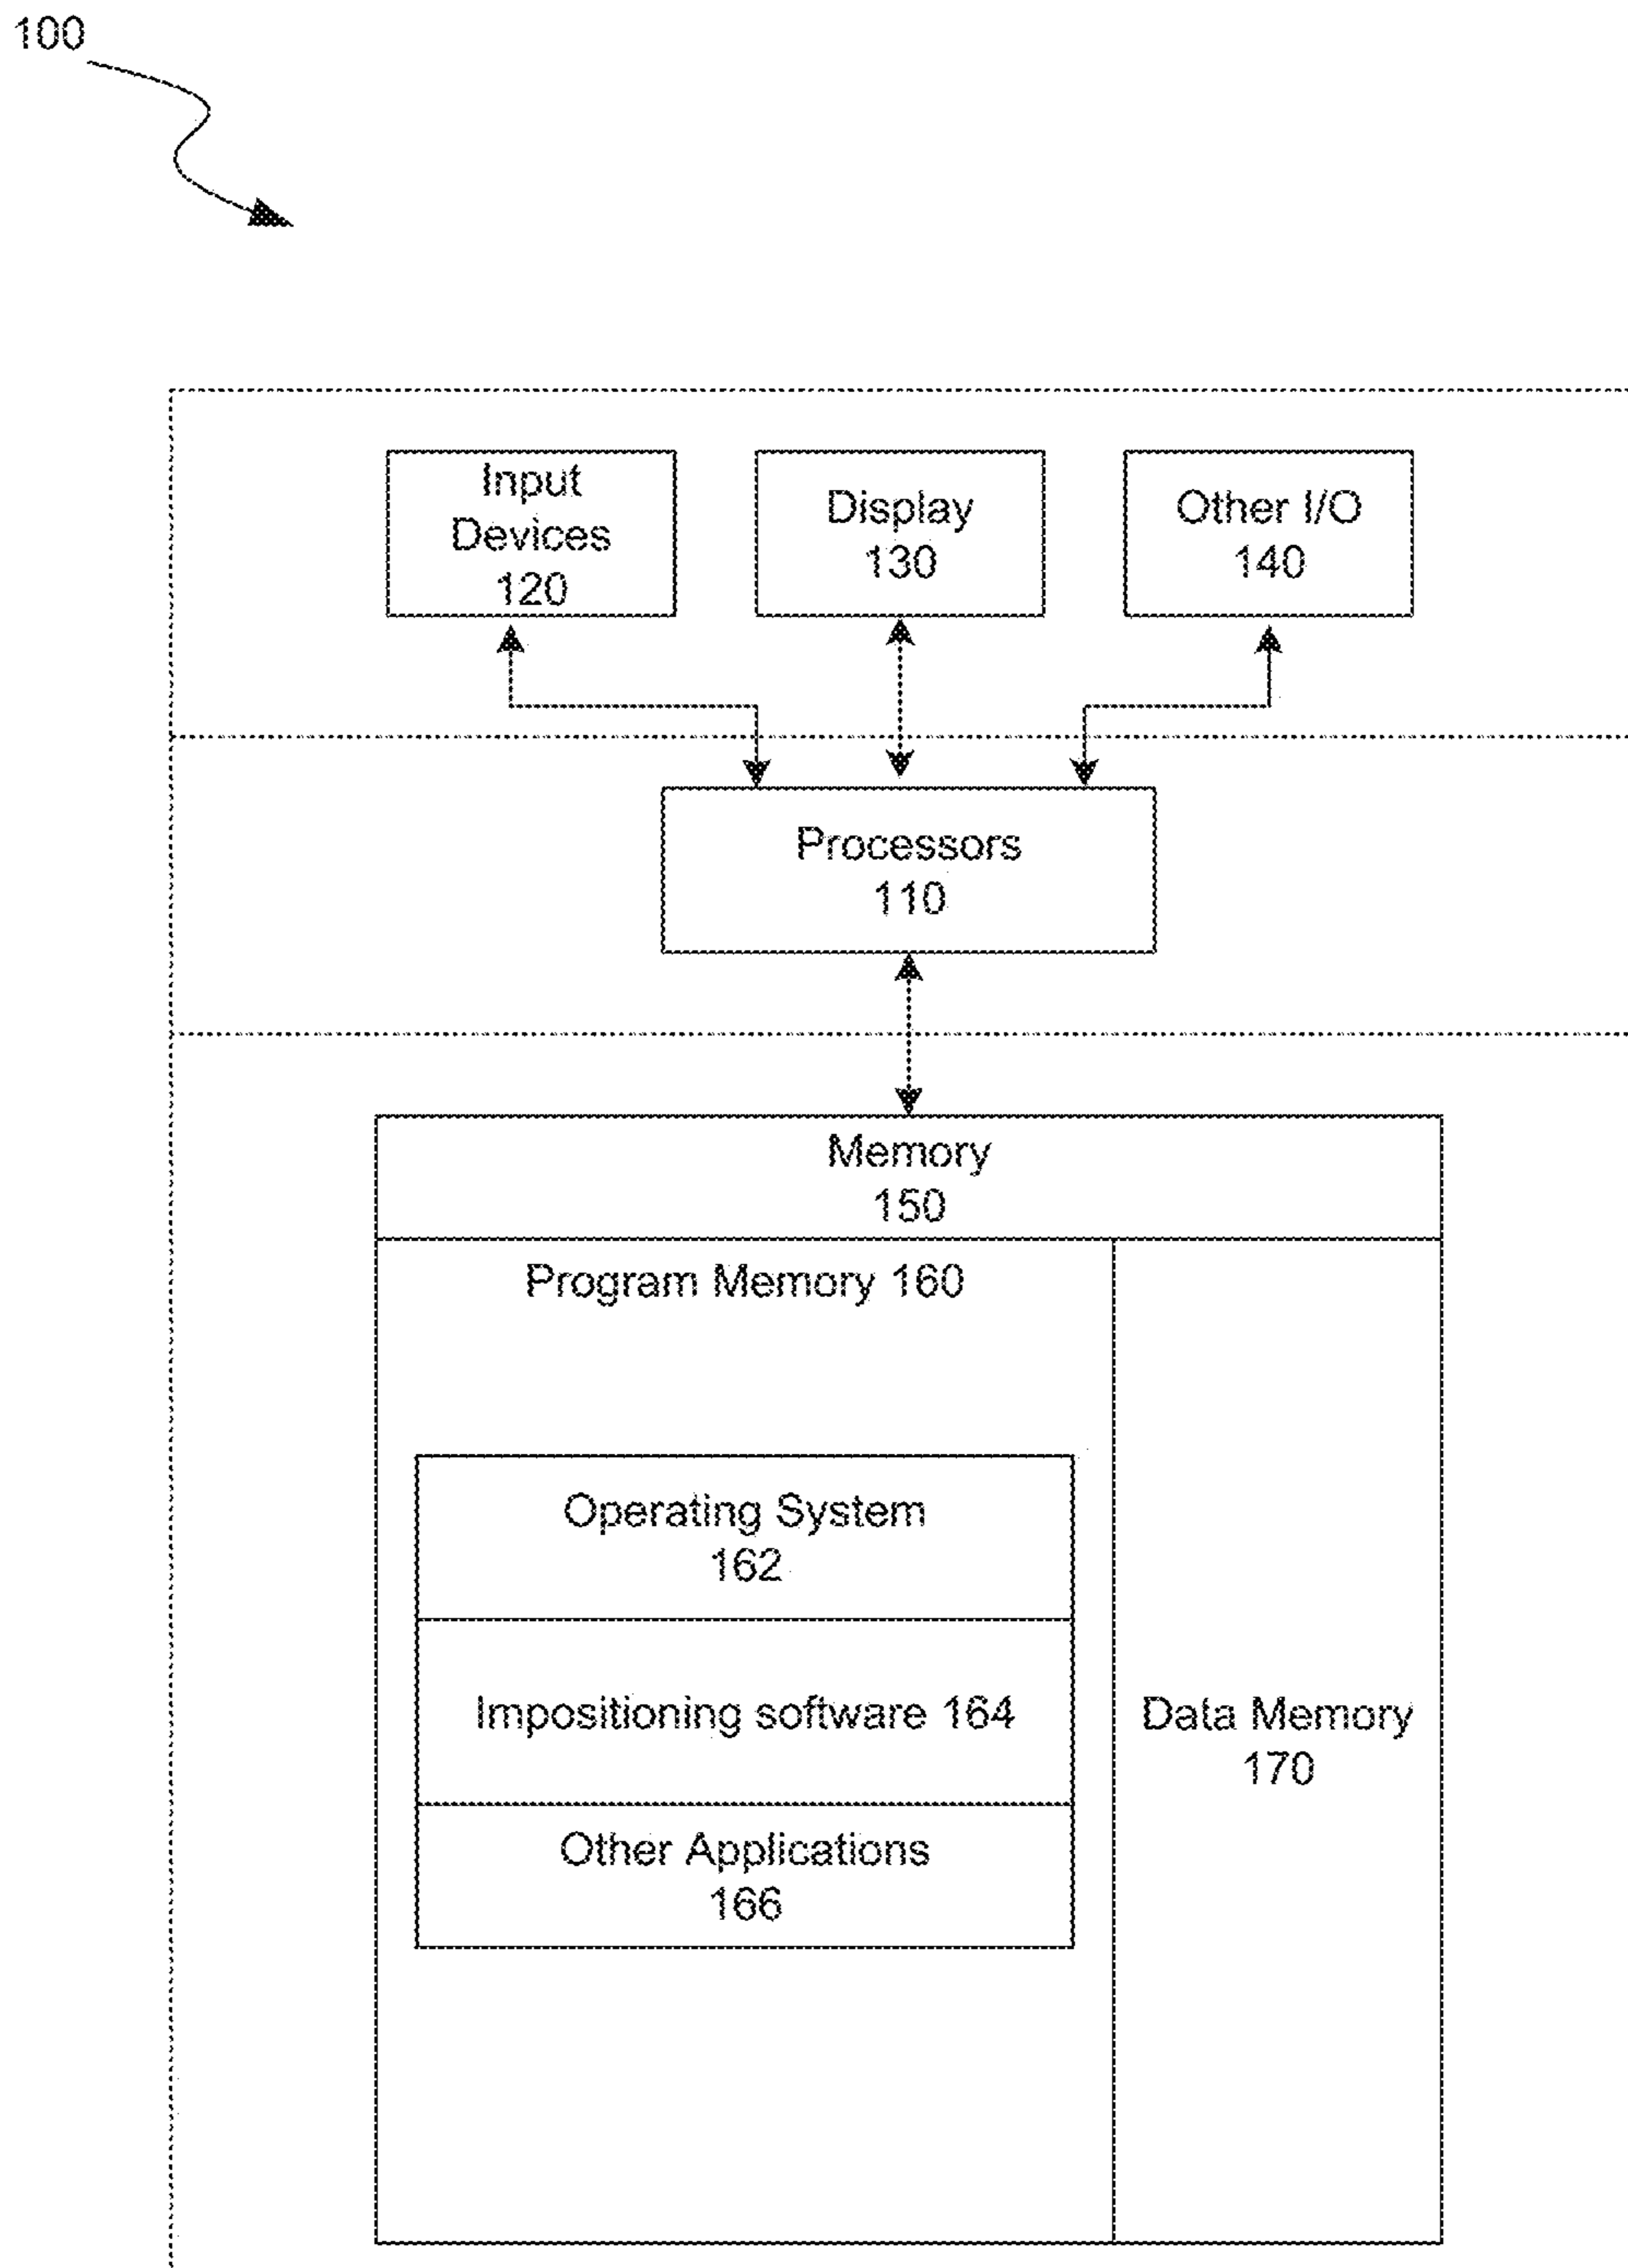 100
Input
Devices
120
Display
130
Other I/O
140
Processors
110
Memory
150
Program Memory 160
Operating System
162
Impositioning software 164
Other Applications
166
Data Memory
170